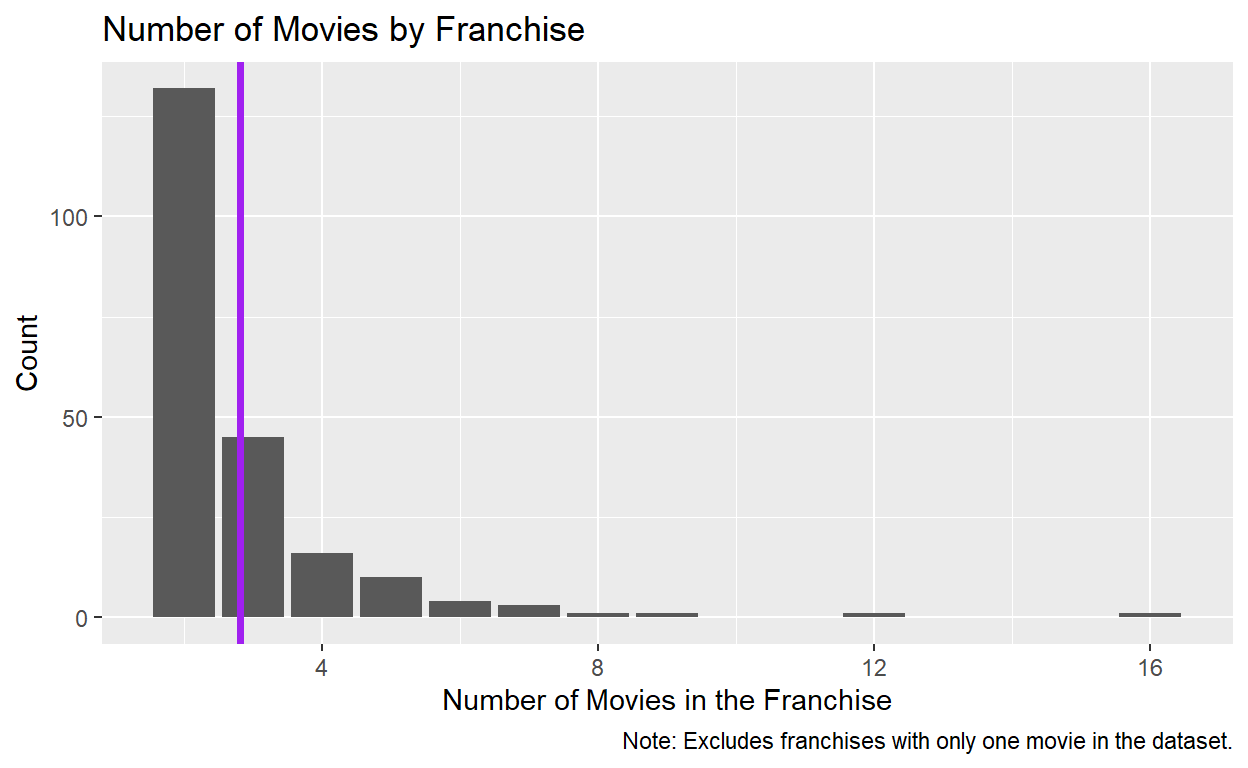 Number of Movies by Franchise
Count
100
50
0
4 8 12 16
Number of Movies in the Franchise
Note: Excludes franchises with only one movie in the dataset.